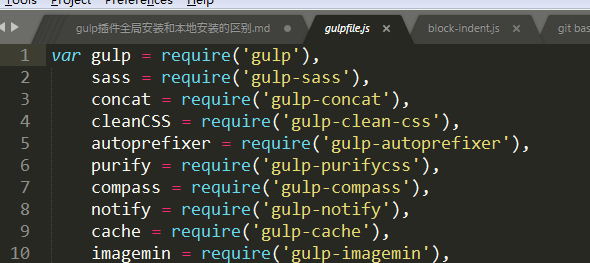 Tools Project Preferences Help
gulp插件全局安装和本地安装的区别.md gulpfile.js block-indent.js git bas
1 var gulp = require('gulp'),
2 sass = require('gulp-sass'),
3 concat = require('gulp-concat'),
4 cleanCSS = require('gulp-clean-css'),
5 autoprefixer = require('gulp-autoprefixer'),
6 purify = require('gulp-purifycss'),
7 compass = require('gulp-compass'),
8 notify = require('gulp-notify'),
9 cache = require('gulp-cache'),
10 imagemin = require('gulp-imagemin'),